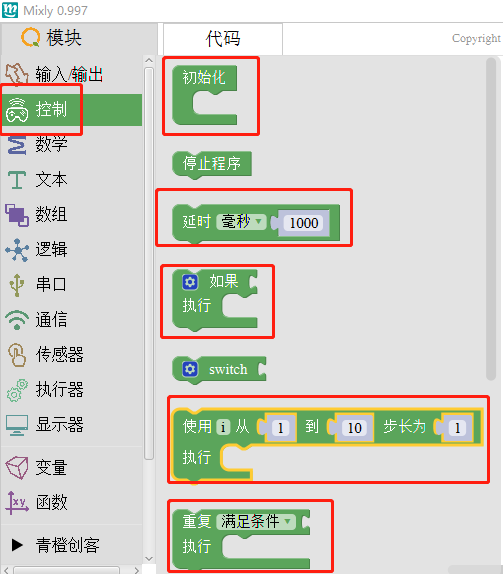 Mixly 0.997
模块
代码
Copyright
输入/输出
控制
数学
文本
数组
逻辑
串口
通信
传感器
执行器
显示器
变量
函数
青橙创客
初始化
停止程序
延时 毫秒 1000
如果
执行
switch
使用 i 从 1 到 10 步长为 1
执行
重复 满足条件
执行